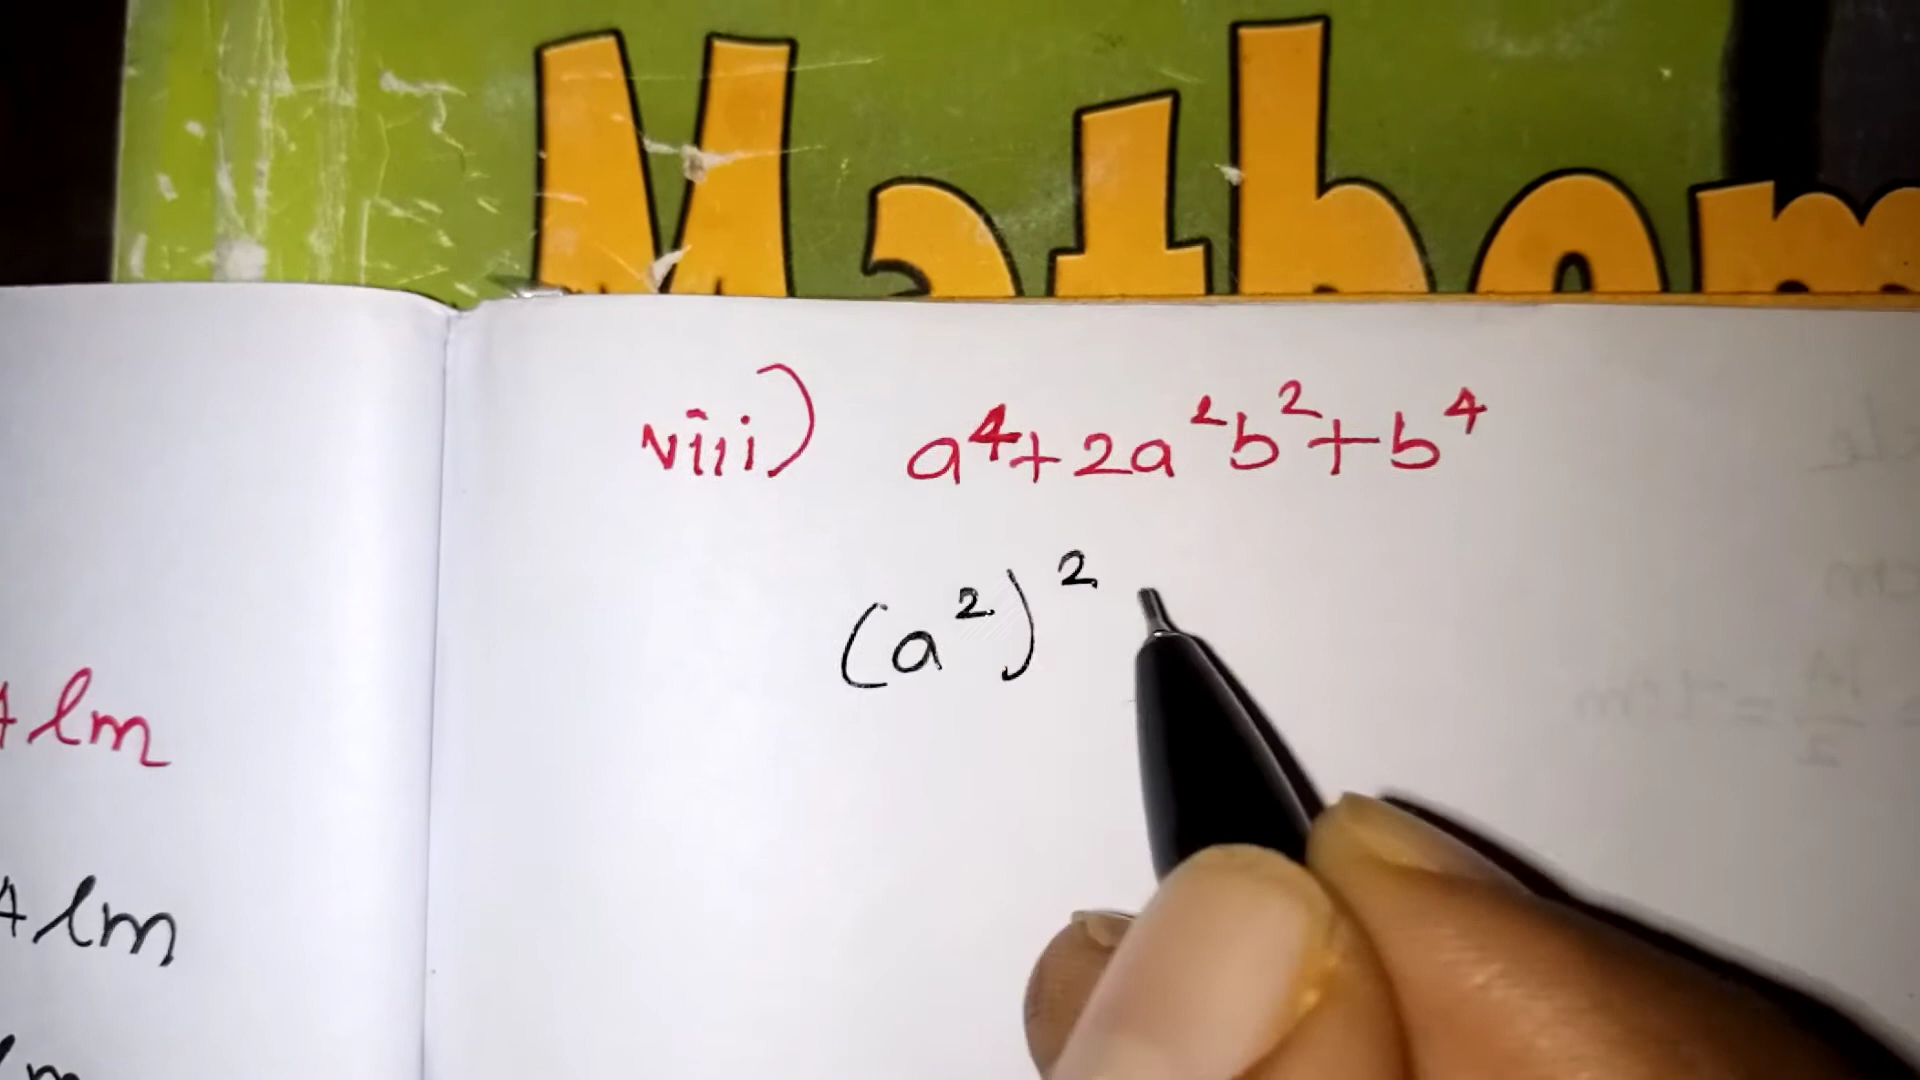 Mathem
viii) a⁴+2a²b²+b⁴
(a²)²
lm
lm